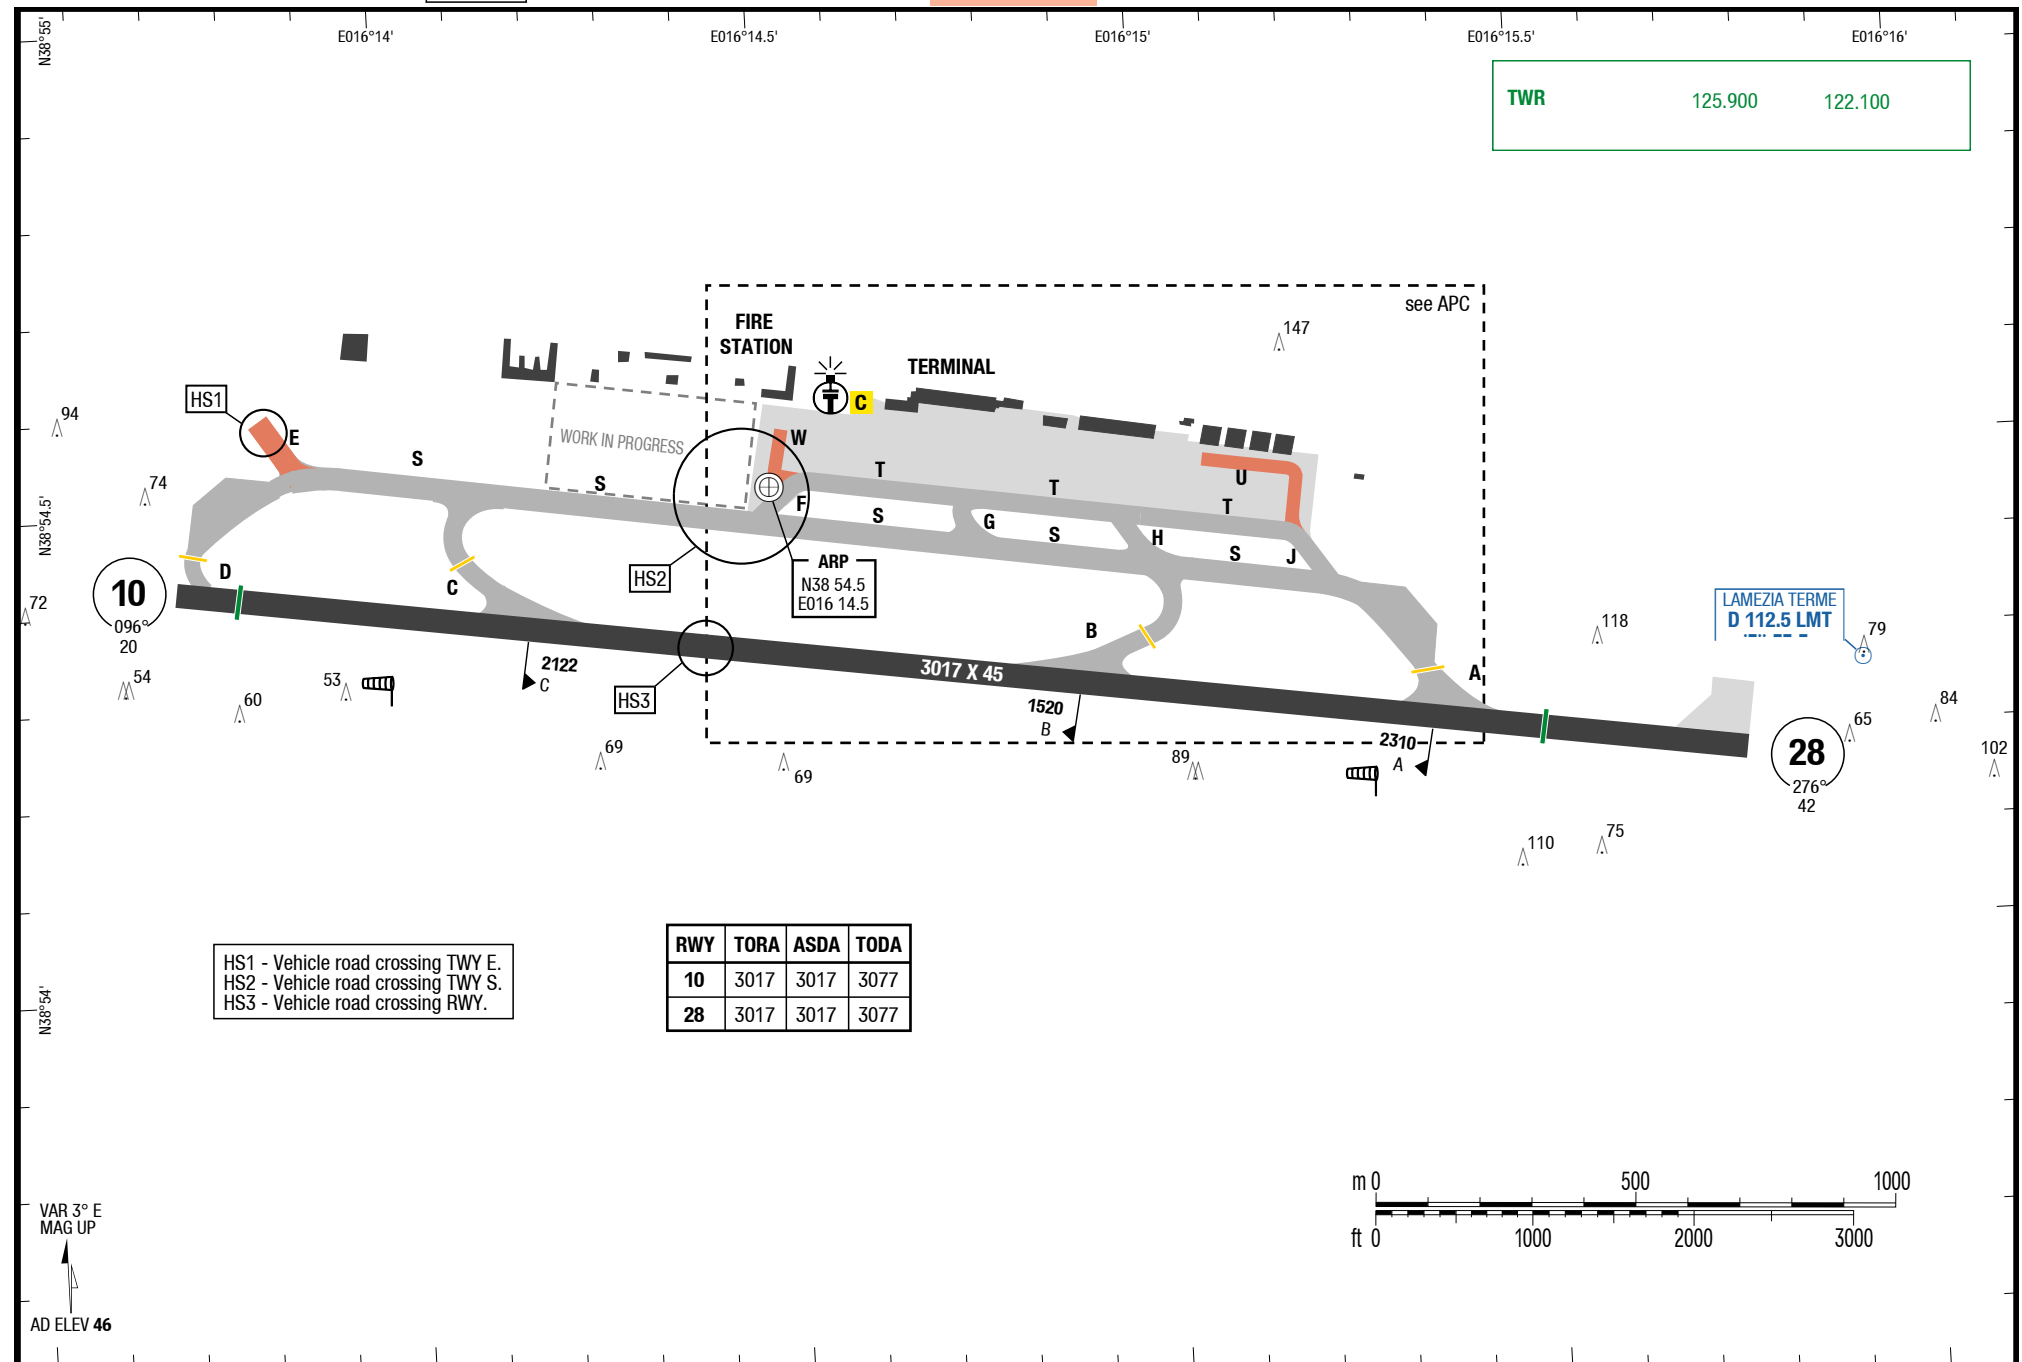 E016°14'
E016°14.5'
E016°15'
E016°15.5'
E016°16'
N38°55'
TWR 125.900 122.100
see APC
147
FIRE
STATION
TERMINAL
C
HS1
94
E
S
WORK IN PROGRESS
W
T
U
74
S
F
T
T
S
G
S
H
S
J
N38°54.5'
D
C
HS2
ARP
N38 54.5
E016 14.5
10
096°
20
72
B
118
LAMEZIA TERME
D 112.5 LMT
79
54
60
53
2122
C
HS3
3017 X 45
A
1520
B
2310
A
84
65
102
28
276°
42
69
69
89
110
75
RWY TORA ASDA TODA
10 3017 3017 3077
28 3017 3017 3077
HS1 - Vehicle road crossing TWY E.
HS2 - Vehicle road crossing TWY S.
HS3 - Vehicle road crossing RWY.
N38°54'
m 0 500 1000
ft 0 1000 2000 3000
VAR 3° E
MAG UP
AD ELEV 46